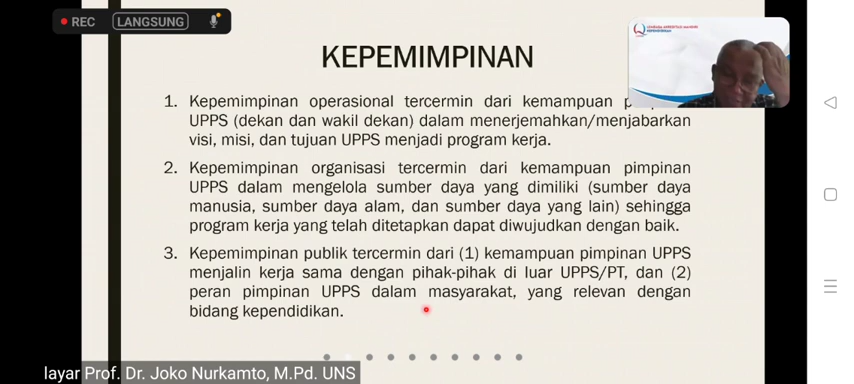 REC LANGSUNG
KEPEMIMPINAN
1. Kepemimpinan operasional tercermin dari kemampuan
UPPS (dekan dan wakil dekan) dalam menerjemahkan/menjabarkan
visi, misi, dan tujuan UPPS menjadi program kerja.
2. Kepemimpinan organisasi tercermin dari kemampuan pimpinan
UPPS dalam mengelola sumber daya yang dimiliki (sumber daya
manusia, sumber daya alam, dan sumber daya yang lain) sehingga
program kerja yang telah ditetapkan dapat diwujudkan dengan baik.
3. Kepemimpinan publik tercermin dari (1) kemampuan pimpinan UPPS
menjalin kerja sama dengan pihak-pihak di luar UPPS/PT, dan (2)
peran pimpinan UPPS dalam masyarakat, yang relevan dengan
bidang kependidikan.
layar Prof. Dr. Joko Nurkamto, M.Pd. UNS